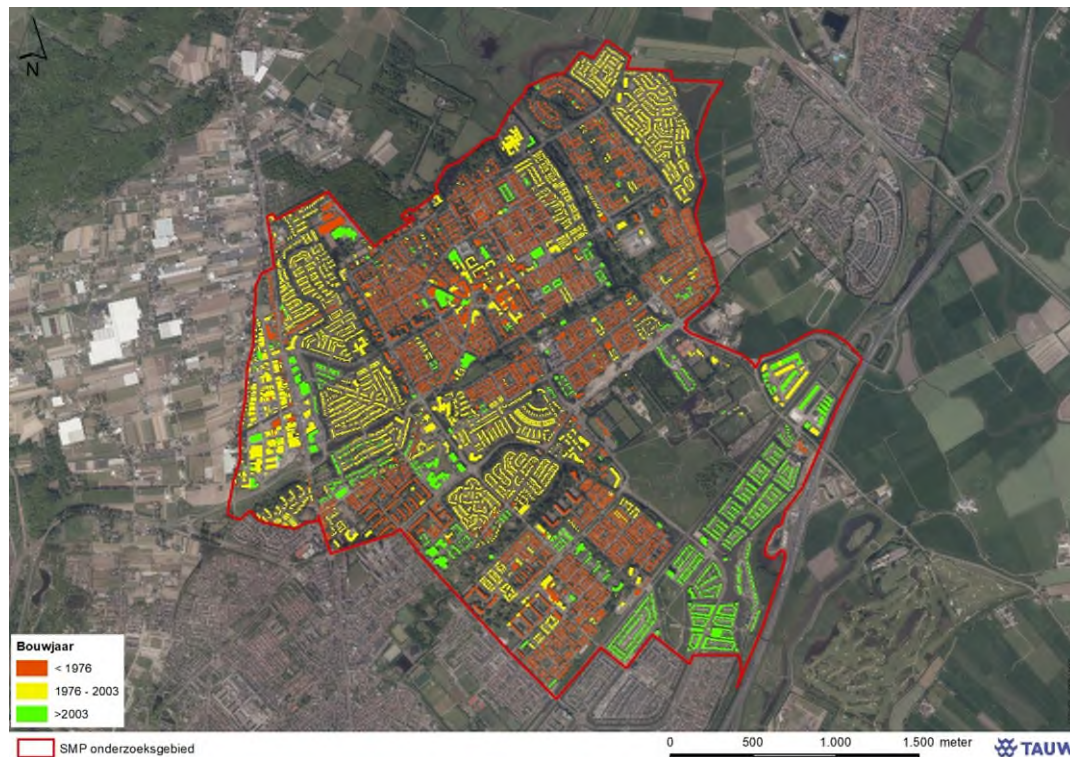 N
Bouwjaar
< 1976
1976 - 2003
>2003
SMP onderzoeksgebied
0 500 1.000 1.500 meter
TAUW